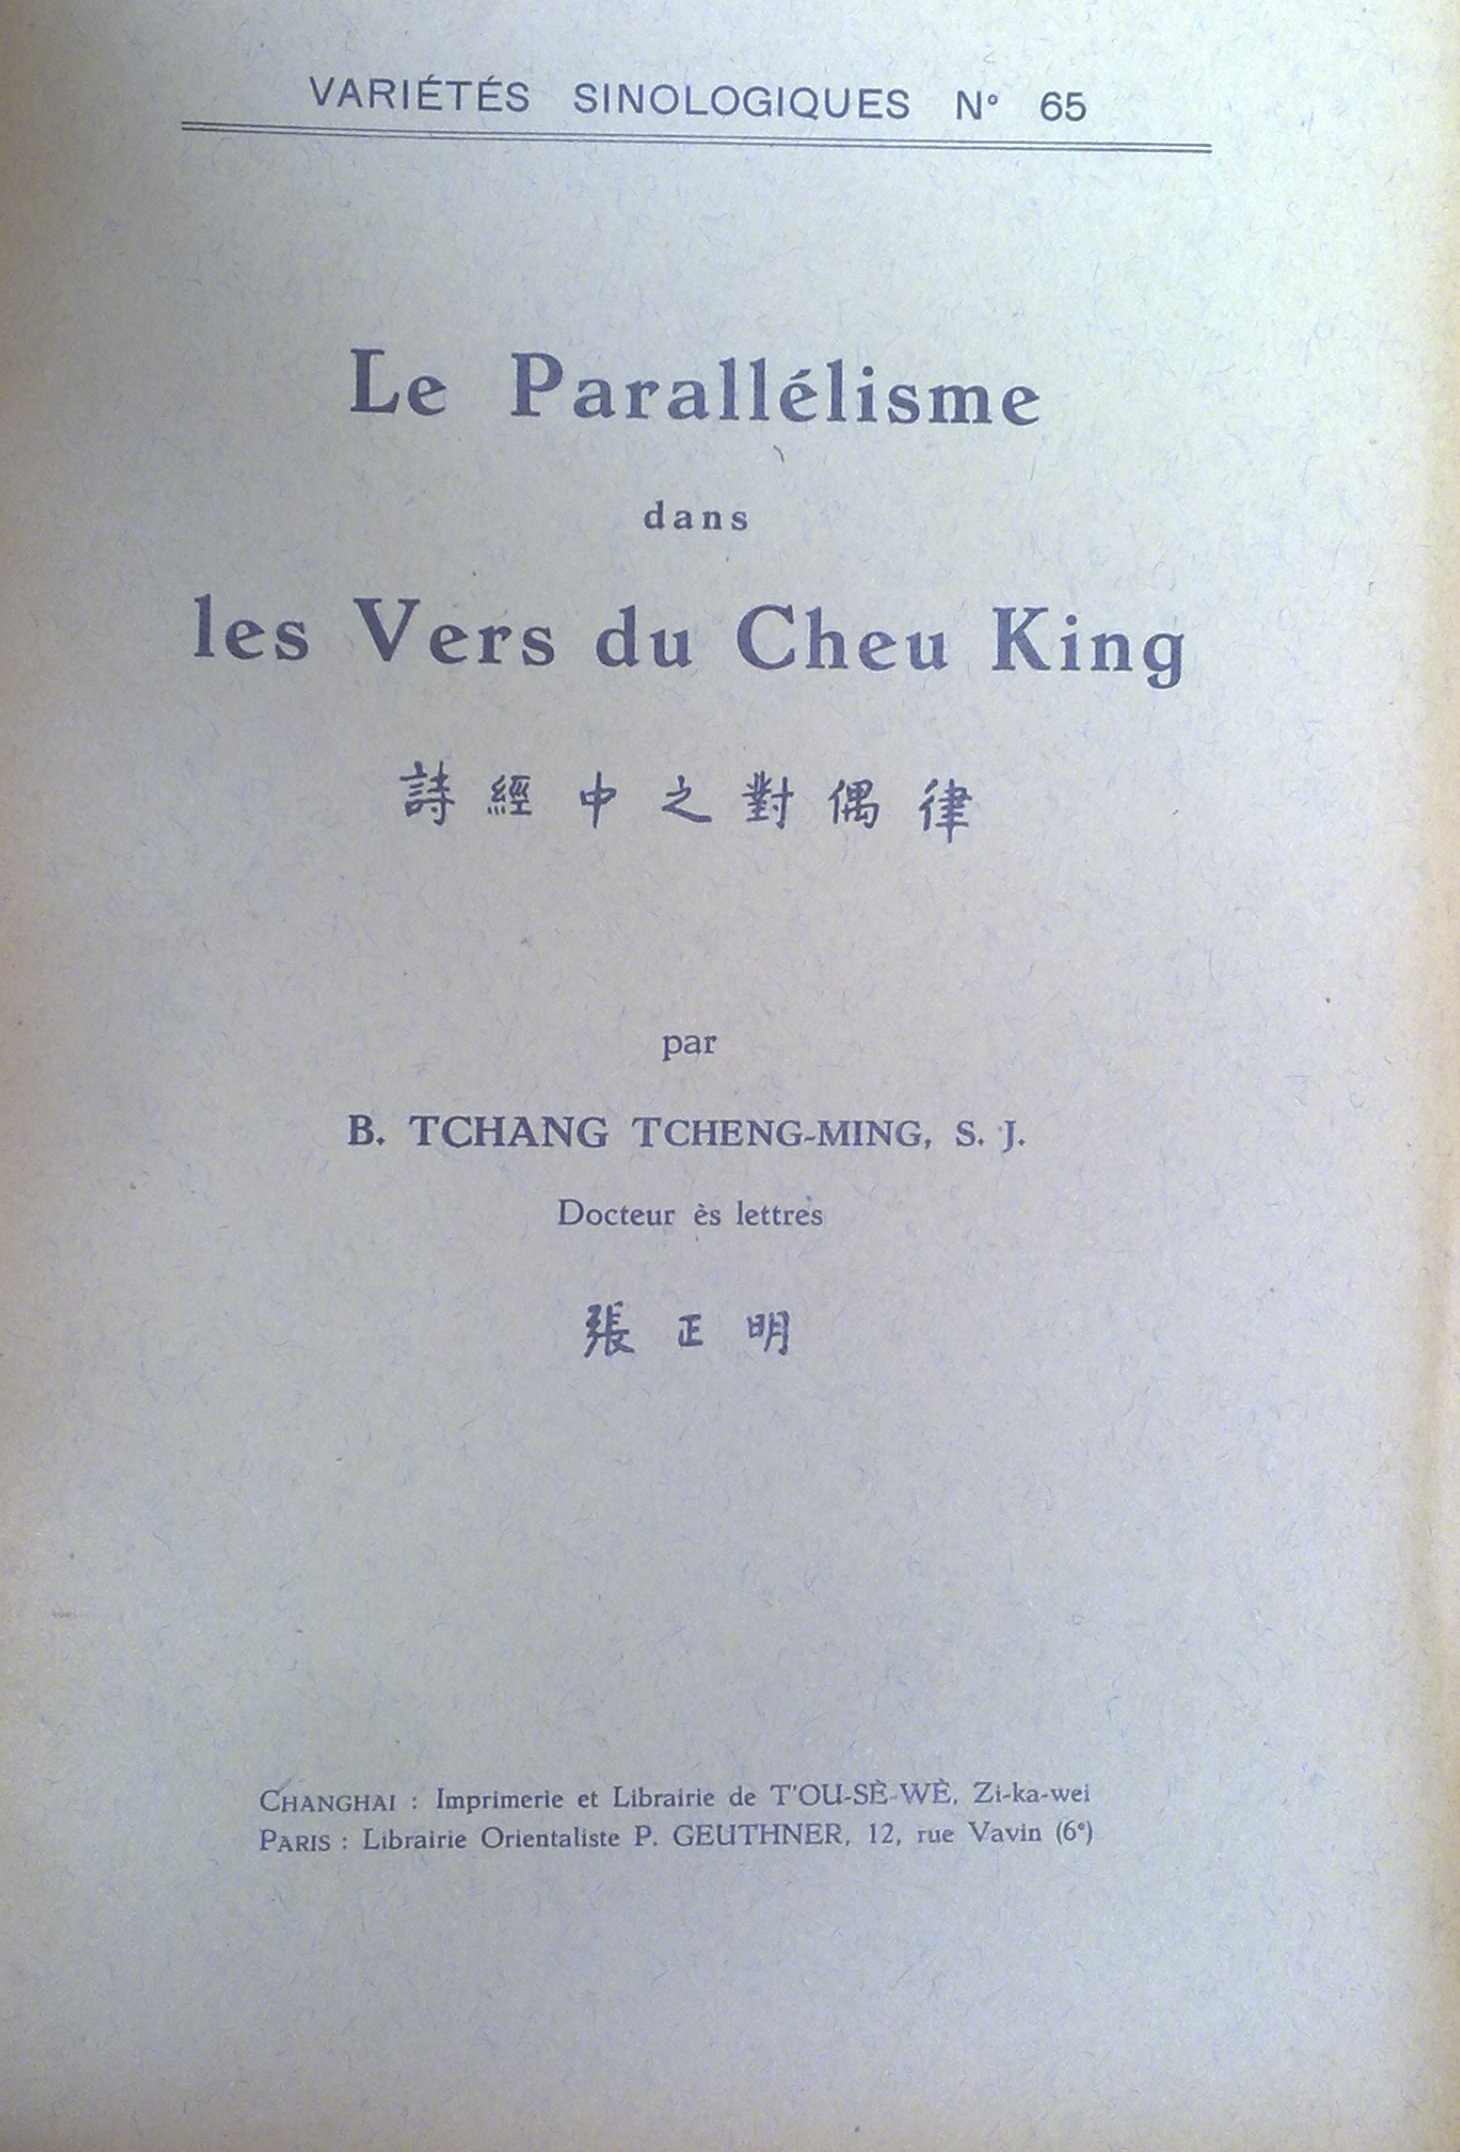 VARIÉTÉS SINOLOGIQUES N° 65
Le Parallélisme
dans
les Vers du Cheu King
詩經中之對偶律
par
B. TCHANG TCHENG-MING, S. J.
Docteur ès lettres
張正明
CHANGHAI : Imprimerie et Librairie de T'OU-SÈ-WÈ, Zi-ka-wei
PARIS : Librairie Orientaliste P. GEUTHNER, 12, rue Vavin (6ᵉ)